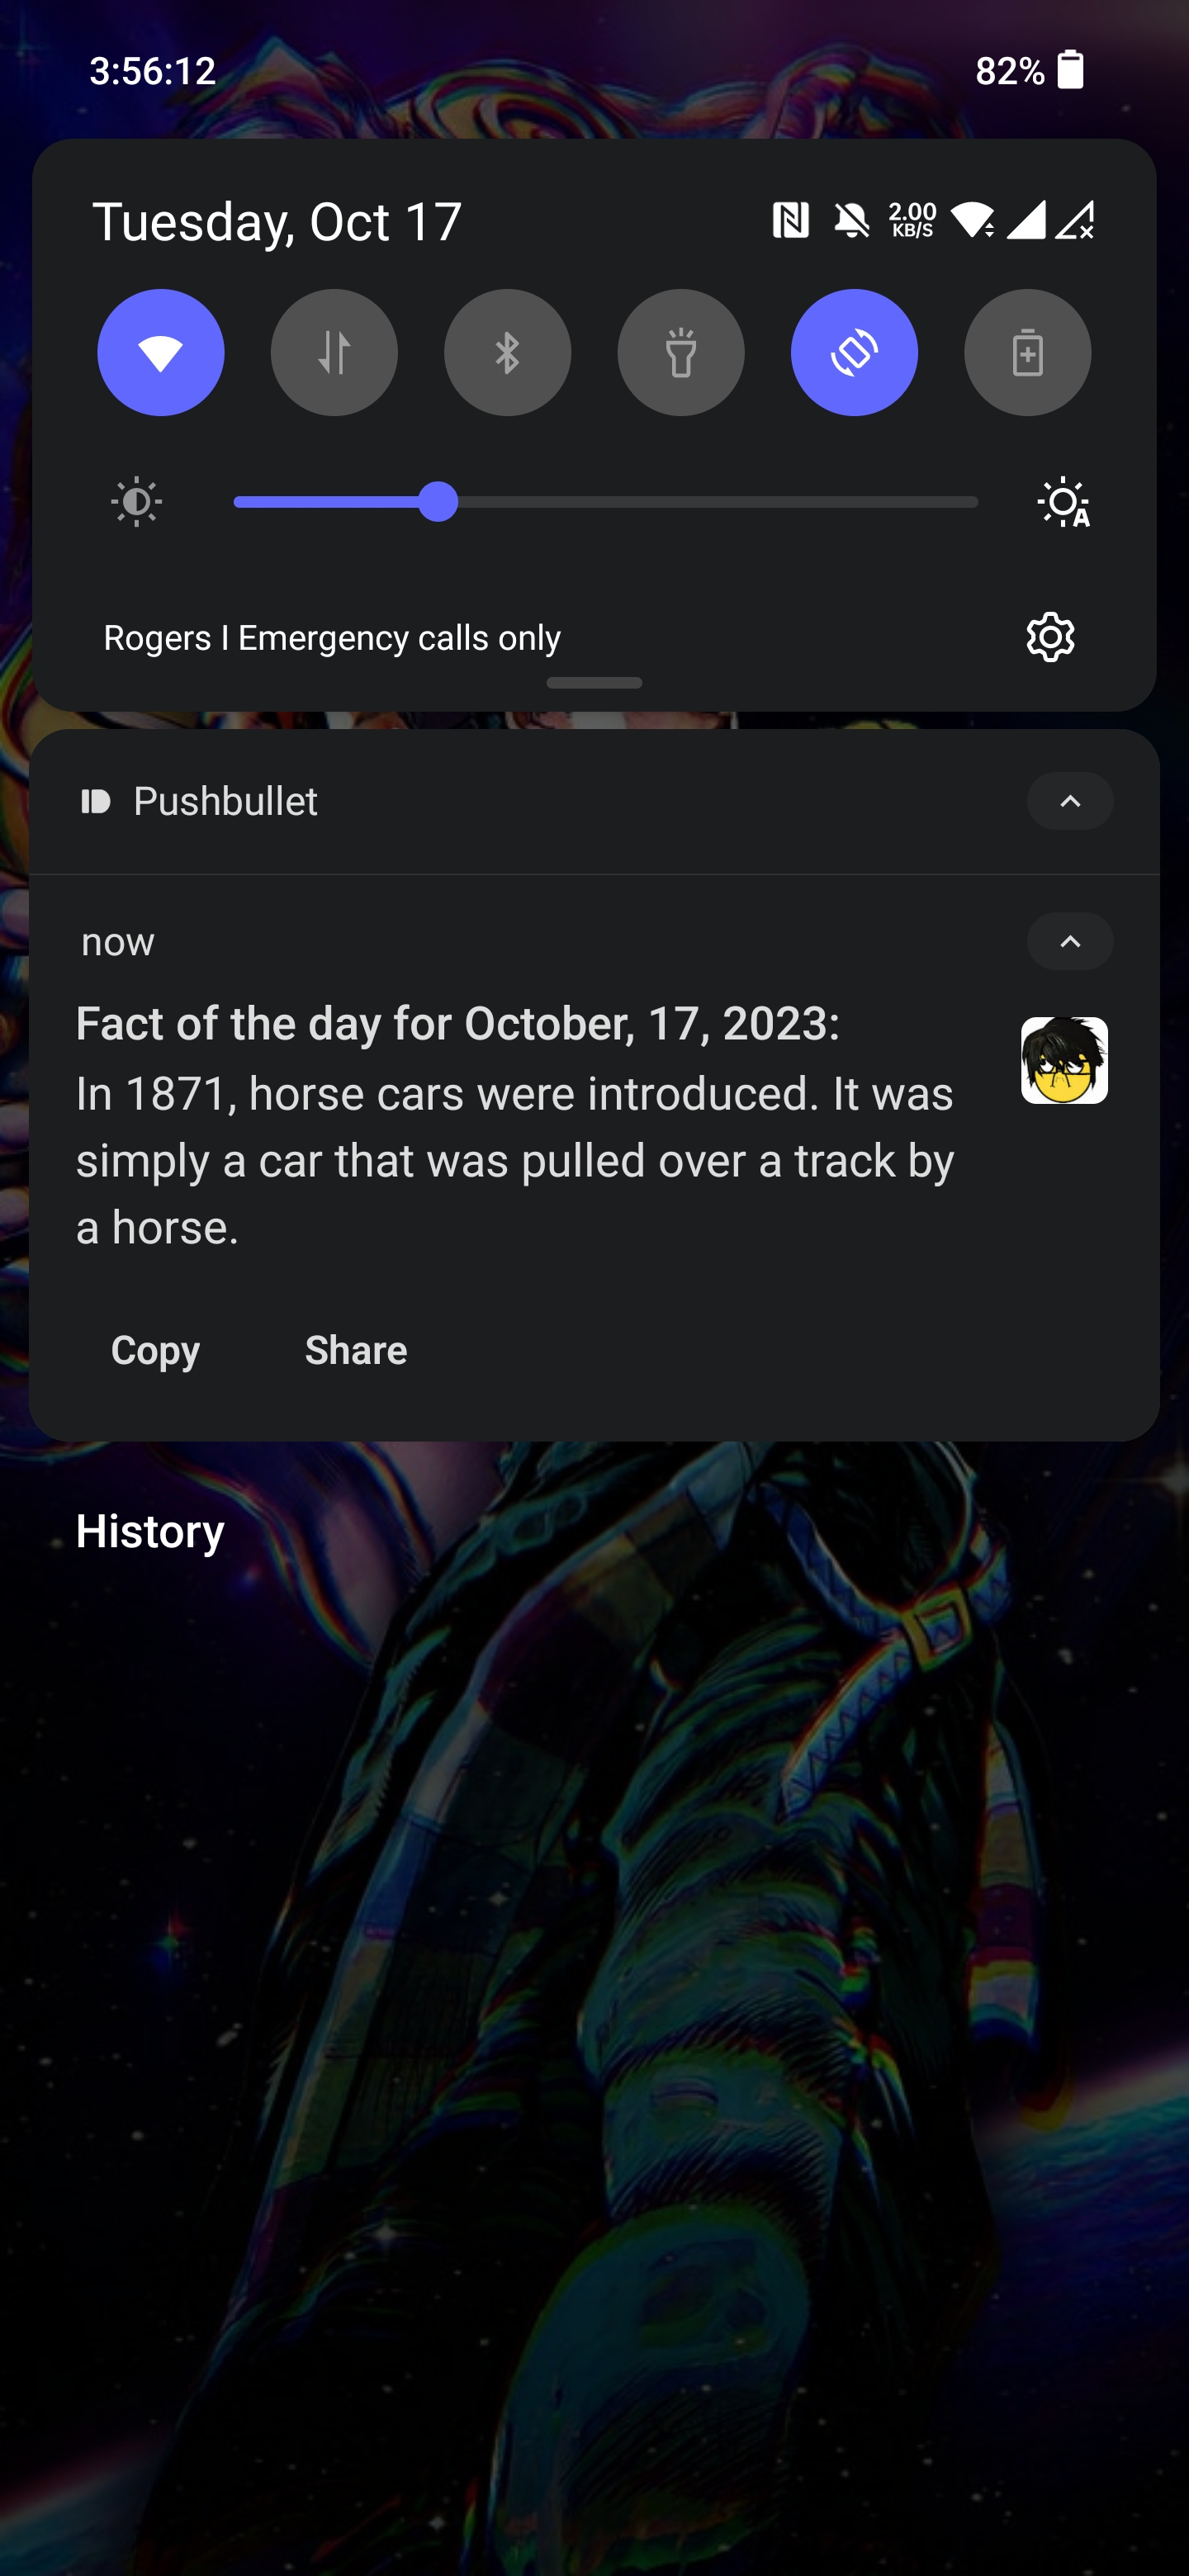 3:56:12
82%
Tuesday, Oct 17
2.00
KB/S
Rogers I Emergency calls only
Pushbullet
now
Fact of the day for October, 17, 2023:
In 1871, horse cars were introduced. It was
simply a car that was pulled over a track by
a horse.
Copy
Share
History